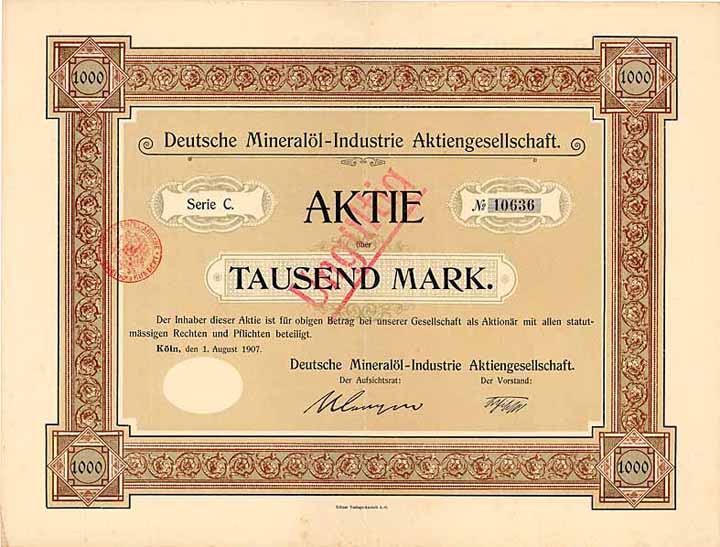 1000 1000
Deutsche Mineralöl-Industrie Aktiengesellschaft.
Serie C. AKTIE № 10636
Ungültig
über
TAUSEND MARK.
Der Inhaber dieser Aktie ist für obigen Betrag bei unserer Gesellschaft als Aktionär mit allen statut-
mässigen Rechten und Pflichten beteiligt.
Köln, den 1. August 1907.
Deutsche Mineralöl-Industrie Aktiengesellschaft.
Der Aufsichtsrat: Der Vorstand:
1000 1000